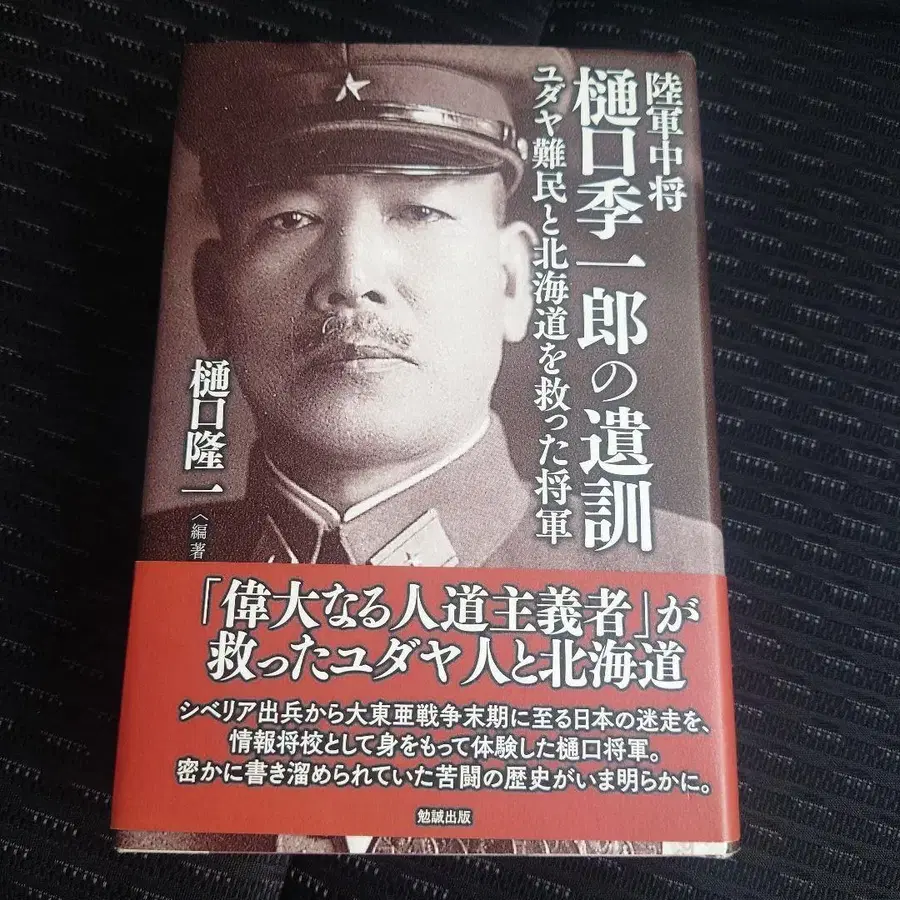 陸軍中将
樋口季一郎の遺訓
ユダヤ難民と北海道を救った将軍
樋口隆一
〈編著
「偉大なる人道主義者」が
救ったユダヤ人と北海道
シベリア出兵から大東亜戦争末期に至る日本の迷走を、
情報将校として身をもって体験した樋口将軍。
密かに書き溜められていた苦闘の歴史がいま明らかに。
勉誠出版